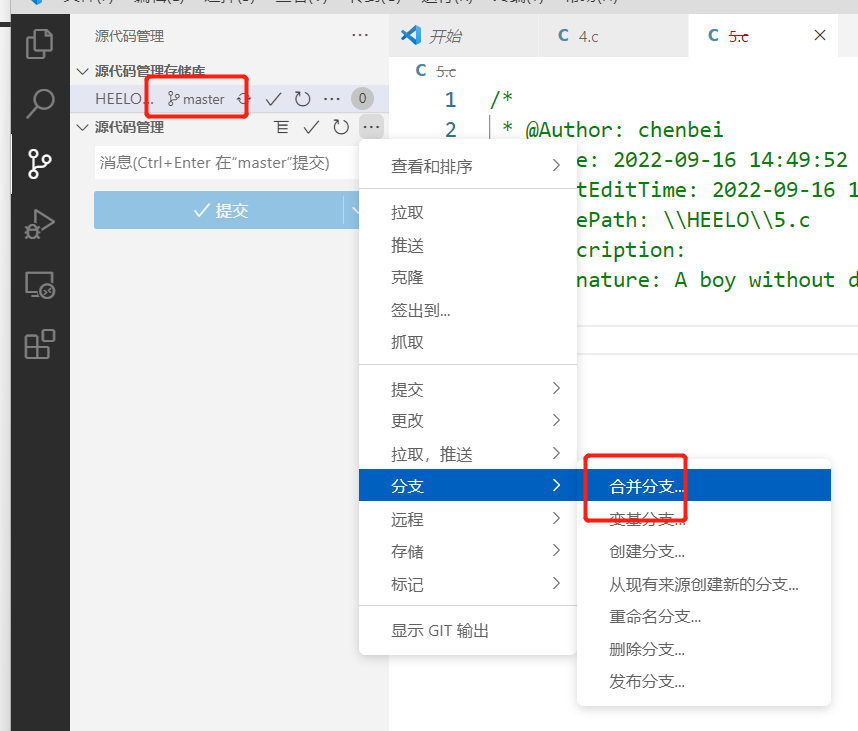 源代码管理
开始
4.c
5.c
源代码管理存储库
5.c
HEELO...
master
0
源代码管理
消息(Ctrl+Enter 在“master”提交)
提交
1
/*
2
* @Author: chenbei
e: 2022-09-16 14:49:52
tEditTime: 2022-09-16 1
ePath: \\HEELO\\5.c
cription:
nature: A boy without d
查看和排序
拉取
推送
克隆
签出到...
抓取
提交
更改
拉取，推送
分支
远程
存储
标记
显示 GIT 输出
合并分支...
变基分支...
创建分支...
从现有来源创建新的分支...
重命名分支...
删除分支...
发布分支...